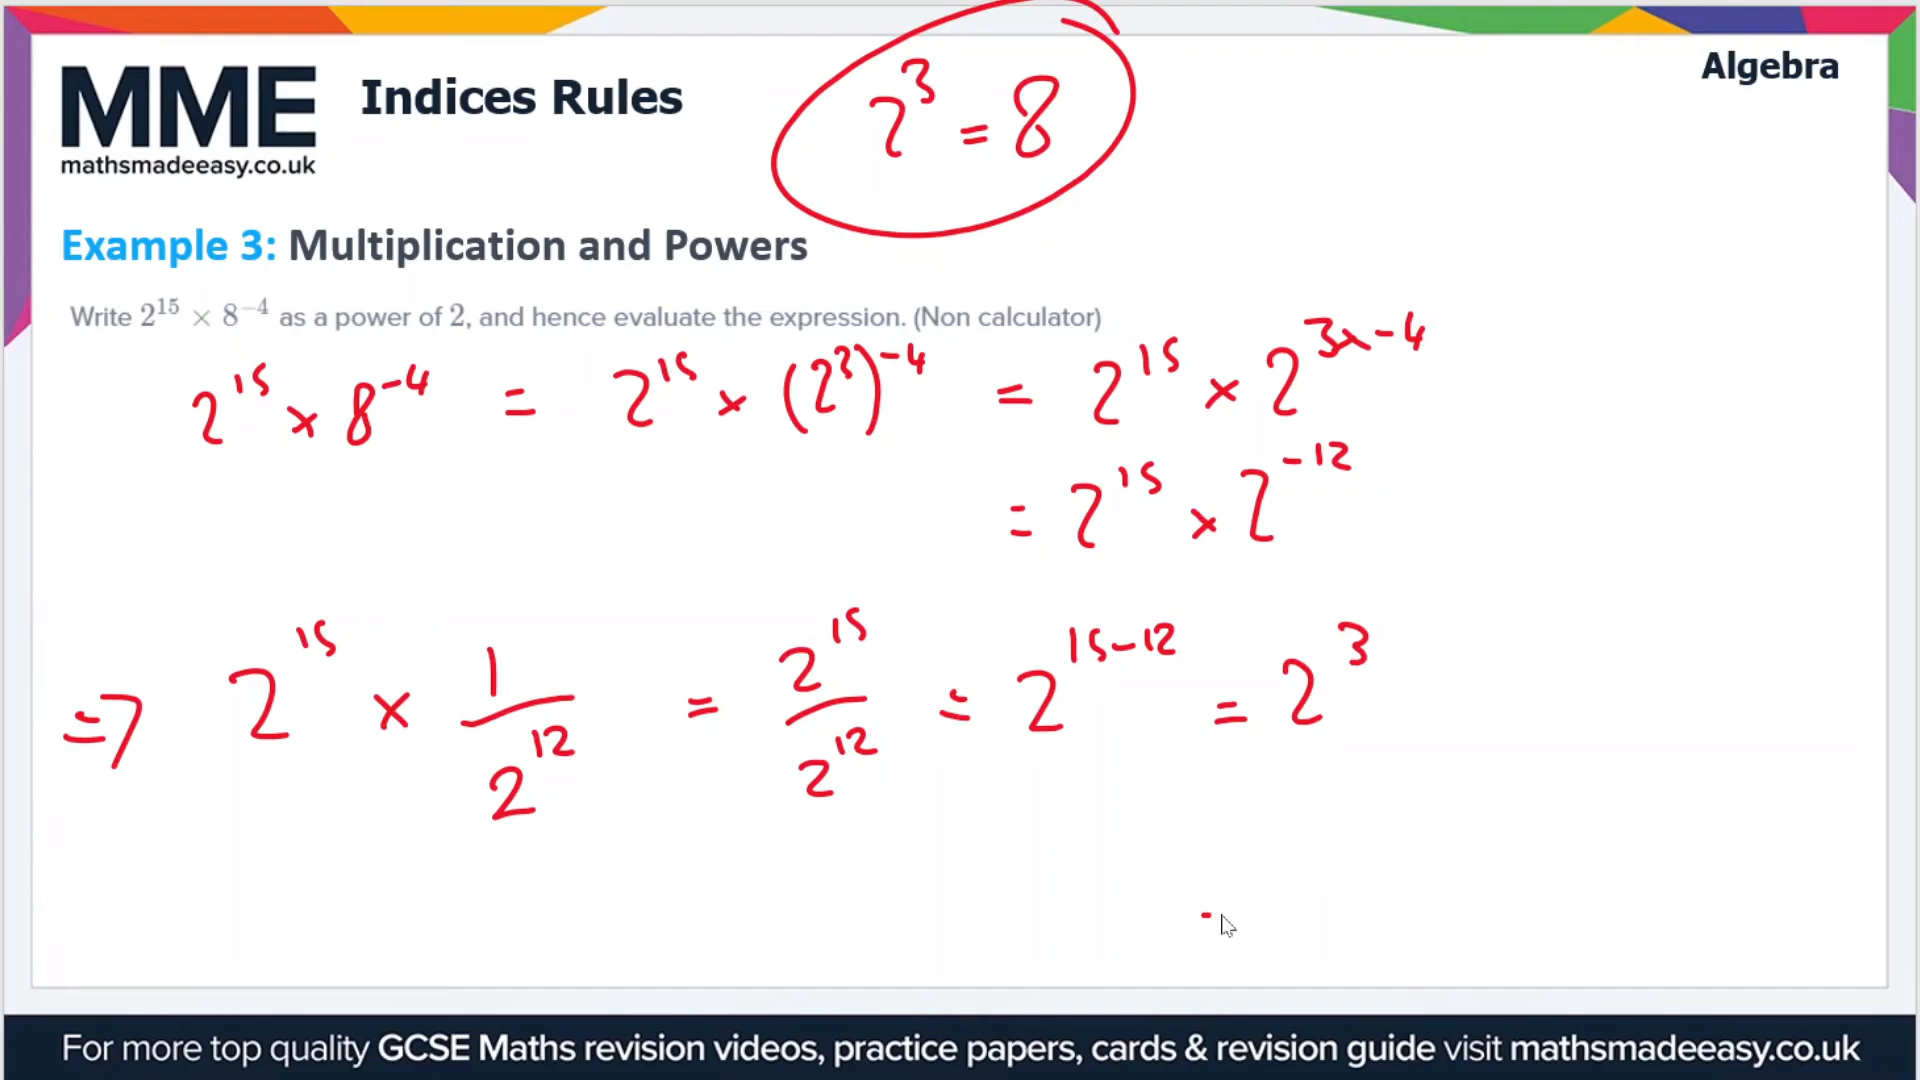 2³ = 8
Algebra
MME
mathsmadeeasy.co.uk
Indices Rules
Example 3: Multiplication and Powers
Write 2¹⁵ × 8⁻⁴ as a power of 2, and hence evaluate the expression. (Non calculator)
2¹⁵ × 8⁻⁴ = 2¹⁵ × (2³)⁻⁴ = 2¹⁵ × 2^(3x-4)
= 2¹⁵ × 2⁻¹²
=> 2¹⁵ × 1/2¹² = 2¹⁵/2¹² = 2¹⁵⁻¹² = 2³
For more top quality GCSE Maths revision videos, practice papers, cards & revision guide visit mathsmadeeasy.co.uk